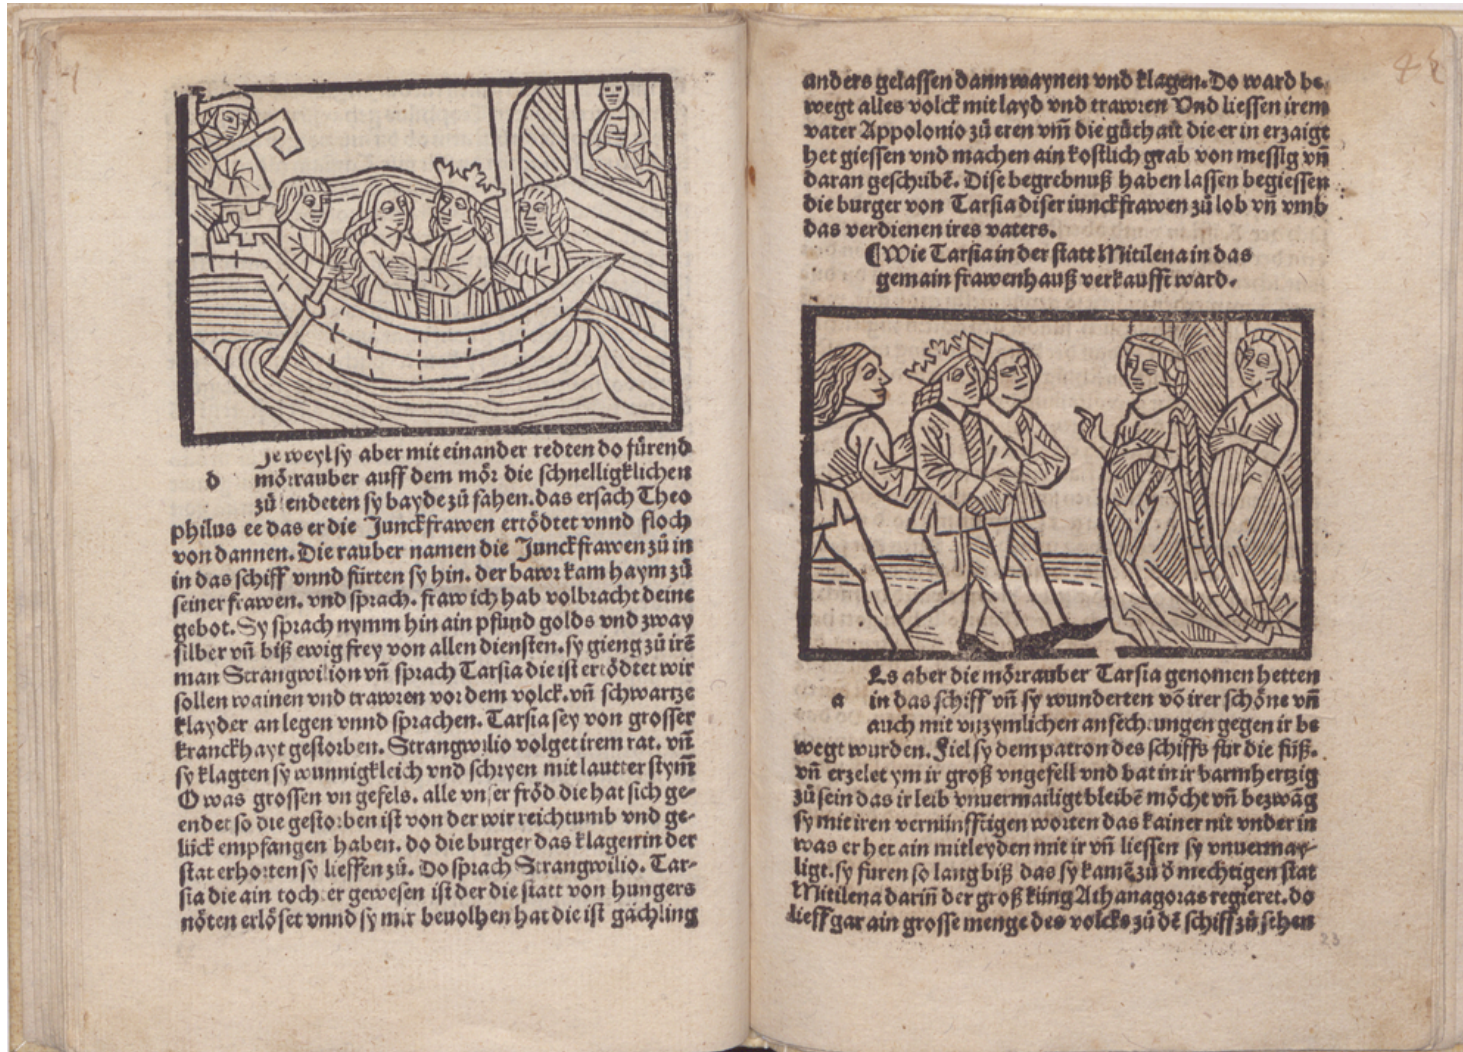 Je weyl sy aber mit einander redten do fürend
d mörrauber auff dem mör die schnelligklichen
zů endeten sy bayde zů fahen. das ersach Theo
philus ee das er die Junckfrawen ertödtet vnnd floch
von dannen. Die rauber namen die Junckfrawen zů in
in das schiff vnnd fürten sy hin. der bawr kam haym zů
seiner frawen. vnd sprach. fraw ich hab volbracht deine
gebot. Sy sprach nymm hin ain pfund golds vnd zway
silber vñ biß ewig frey von allen diensten. sy gieng zů irē
man Strangwilion vñ sprach Tarsia die ist ertödtet wir
sollen wainen vnd trawren vor dem volck. vñ schwartze
klayder an legen vnnd sprachen. Tarsia sey von grosser
kranckhayt gestorben. Strangwilio volget irem rat. vñ
sy klagten sy wunnigkleich vnd schryen mit lautter stym̄
O was grossen vn gefels. alle vnser fröd die hat sich ge-
endet so die gestorben ist von der wir reichtumb vnd ge-
lück empfangen haben. do die burger das klagen in der
stat erhorten sy lieffen zů. Do sprach Strangwilio. Tar-
sia die ain tochter gewesen ist der die statt von hungers
nöten erlöset vnnd sy mir beuolhen hat die ist gächling
42
anders gelassen dann waynen vnd klagen. Do ward be
wegt alles volck mit layd vnd trawren Vnd liessen irem
vater Appolonio zů eren vm̄ die gůthait die er in erzaigt
het giessen vnd machen ain kostlich grab von messig vñ
daran geschribē. Dise begrebnuß haben lassen begiessen
die burger von Tarsia diser iunckfrawen zů lob vñ vmb
das verdienen ires vaters.
¶ Wie Tarsia in der statt Mitilena in das
gemain frawenhauß verkaufft ward.
Ls aber die mörrauber Tarsia genomen hetten
a in das schiff vñ sy wunderten vō irer schöne vñ
auch mit vnzymlichen anfechtungen gegen ir be
wegt wurden. Fiel sy dem patron des schiffs für die füß.
vñ erzelet ym ir groß vngefell vnd bat in ir barmhertzig
zů sein das ir leib vnuermailigt bleibē möcht vñ bezwāg
sy mit iren vernünfftigen worten das kainer nit vnder in
was er het ain mitleyden mit ir vñ liessen sy vnuermay-
ligt. sy furen so lang biß das sy kamē zů d̄ mechtigen stat
Mitilena darin̄ der groß küng Athanagoras regieret. do
lieff gar ain grosse menge des volcks zů dē schiff zů sehen
23